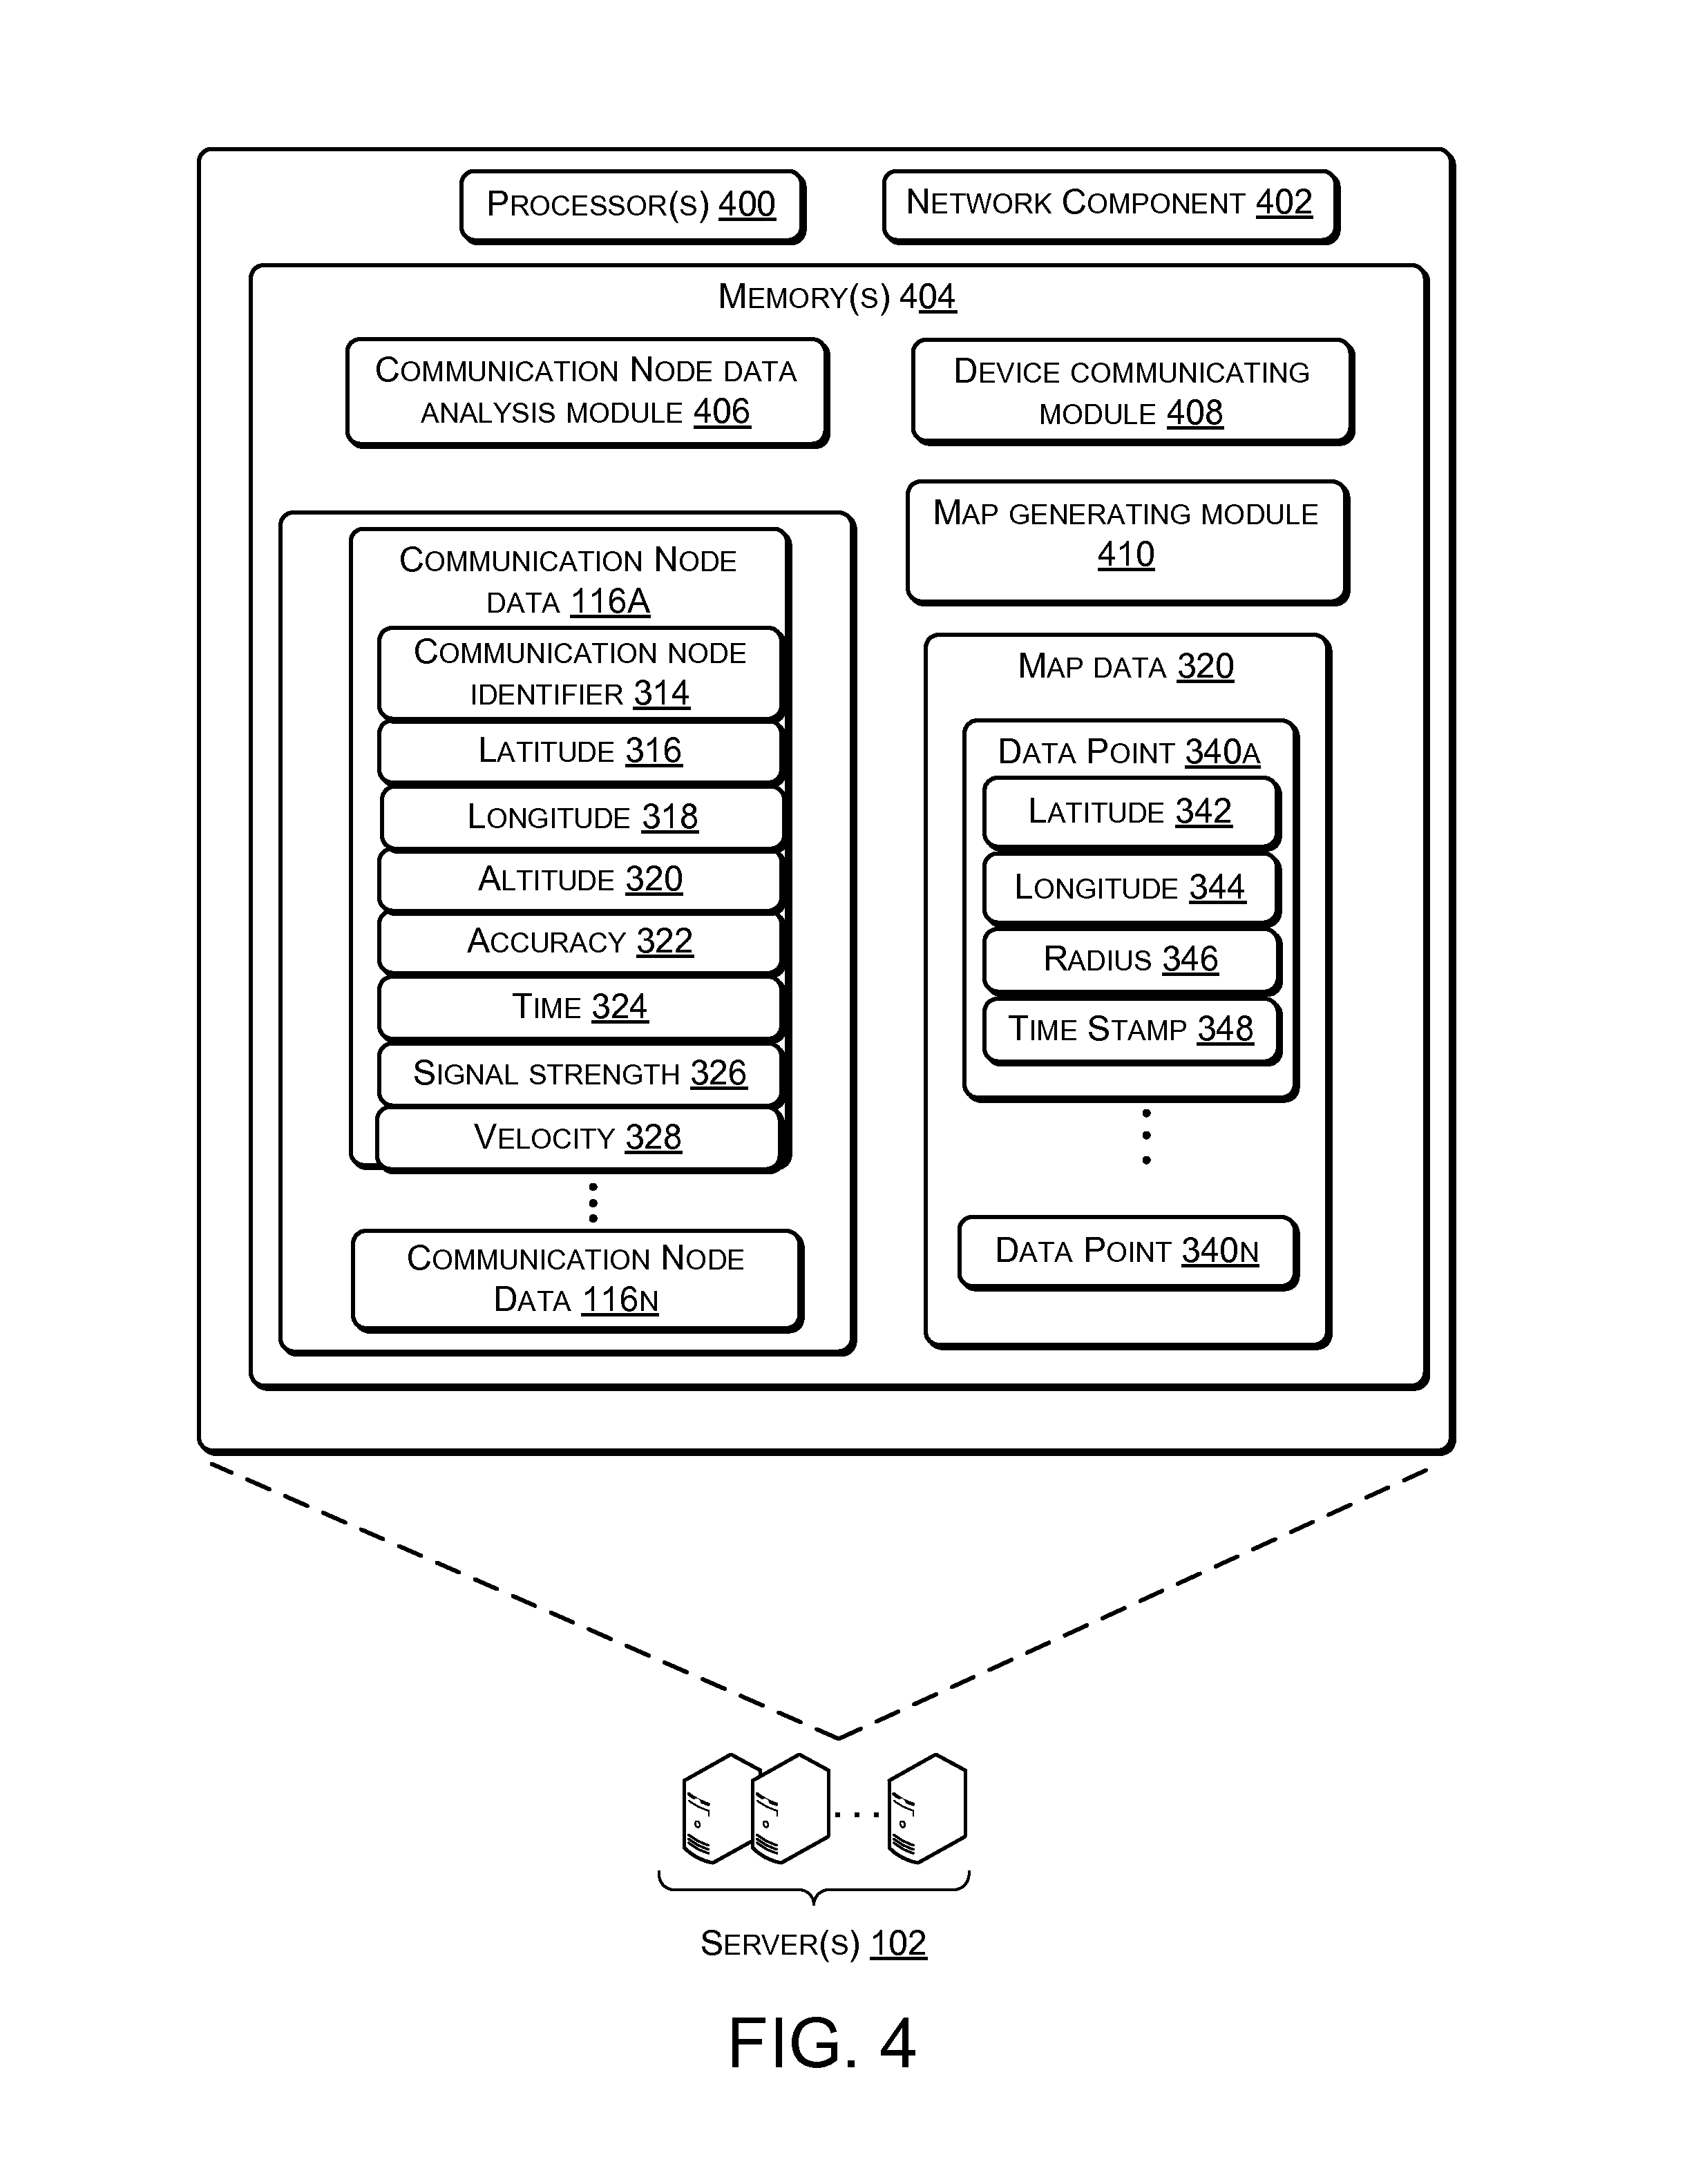 PROCESSOR(S) 400
NETWORK COMPONENT 402
MEMORY(S) 404
COMMUNICATION NODE DATA
ANALYSIS MODULE 406
DEVICE COMMUNICATING
MODULE 408
MAP GENERATING MODULE
410
COMMUNICATION NODE
DATA 116A
COMMUNICATION NODE
IDENTIFIER 314
LATITUDE 316
LONGITUDE 318
ALTITUDE 320
ACCURACY 322
TIME 324
SIGNAL STRENGTH 326
VELOCITY 328
COMMUNICATION NODE
DATA 116N
MAP DATA 320
DATA POINT 340A
LATITUDE 342
LONGITUDE 344
RADIUS 346
TIME STAMP 348
DATA POINT 340N
SERVER(S) 102
FIG. 4